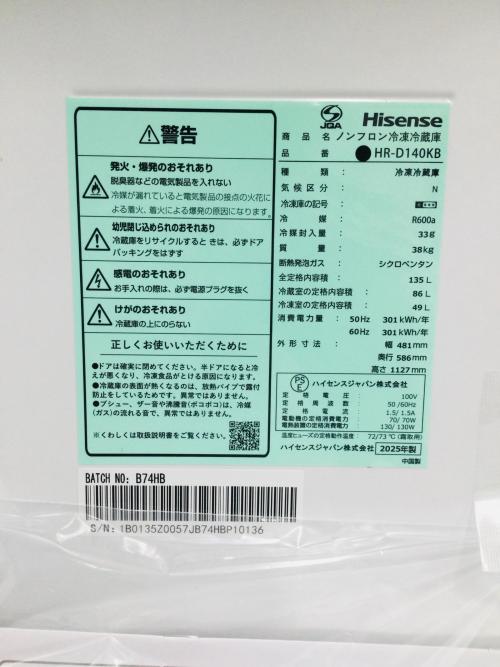 警告
発火・爆発のおそれあり
脱臭器などの電気製品を入れない
冷媒が漏れていると電気製品の接点の火花に
よる着火、着火による爆発の原因になります。
幼児閉じ込められのおそれあり
冷蔵庫をリサイクルするときは、必ずドア
パッキングをはずす
感電のおそれあり
お手入れの際は、必ず電源プラグを抜く
けがのおそれあり
冷蔵庫の上にのらない
正しくお使いいただくために
●ドアは確実に閉めてください。半ドアになると冷
えが悪くなり、冷凍食品がとける原因になります。
●冷蔵庫の表面が熱くなるのは、放熱パイプで露付
防止をしているためです。異常ではありません。
●プシュー、ザー音や沸騰音(ポコポコ)は、冷媒
(ガス)の流れる音で、異常ではありません。
※くわしくは、取扱説明書をご覧ください。
JQA
Hisense
商品名 ノンフロン冷凍冷蔵庫
品番 ●HR-D140KB
種類: 冷凍冷蔵庫
気候区分: N
冷凍庫の記号:
冷媒: R600a
冷媒封入量: 33g
質量: 38kg
断熱発泡ガス: シクロペンタン
全定格内容積: 135 L
冷蔵室の定格内容積: 86 L
冷凍室の定格内容積: 49 L
消費電力量: 50Hz 301 kWh/年
60Hz 301 kWh/年
外形寸法: 幅 481mm
奥行 586mm
高さ 1127mm
PSE ハイセンスジャパン株式会社
定格電圧: 100V
定格周波数: 50/60Hz
定格電流: 1.5/1.5A
電動機の定格消費電力: 70/70W
電熱装置の定格消費電力: 130/130W
温度ヒューズの定格動作温度: 72/73℃(霜取用)
ハイセンスジャパン株式会社 2025年製
中国製
BATCH NO: B74HB
S/N: 1B0135Z0057JB74HBP10136